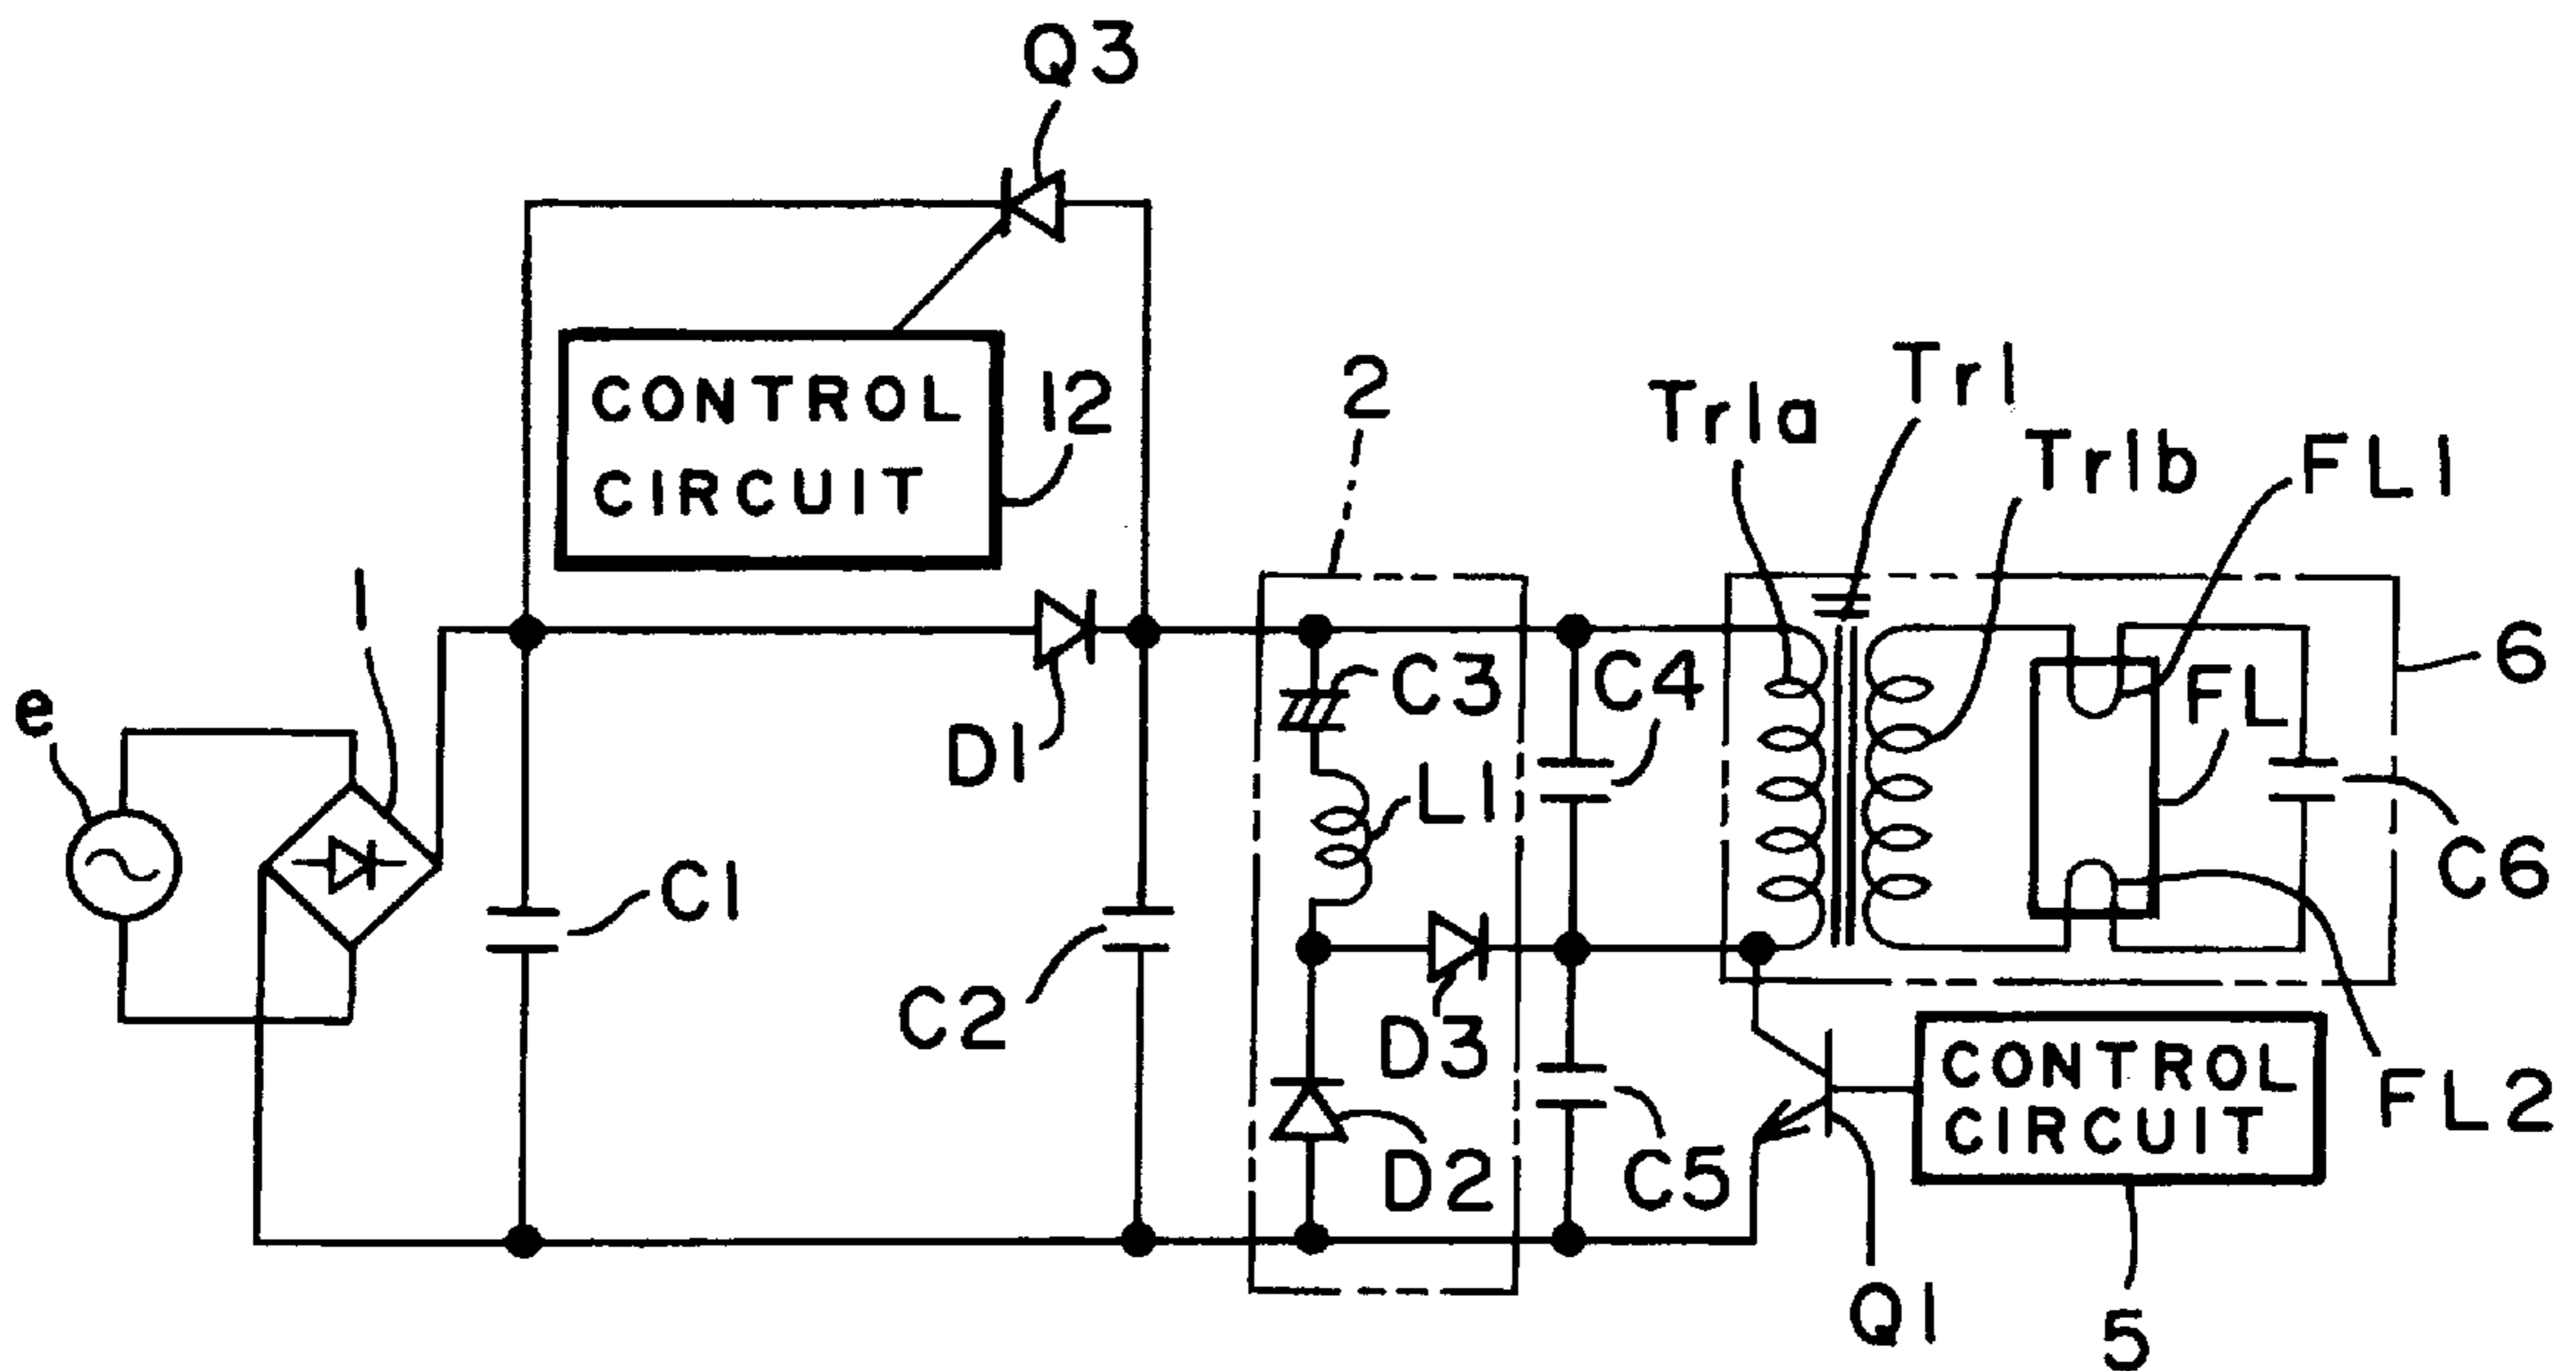 Q3
CONTROL
CIRCUIT
12
2
Tr1a
Tr1
Tr1b
FL1
1
6
e
D1
C3
C4
FL
L1
C1
C6
C2
D3
D2
C5
CONTROL
CIRCUIT
FL2
Q1
5